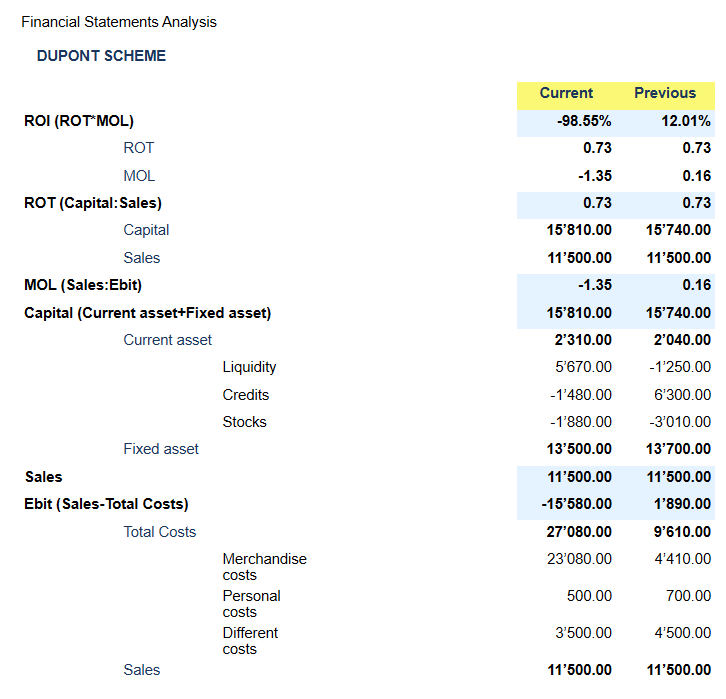 Financial Statements Analysis
DUPONT SCHEME
Current Previous
ROI (ROT*MOL) -98.55% 12.01%
ROT 0.73 0.73
MOL -1.35 0.16
ROT (Capital:Sales) 0.73 0.73
Capital 15’810.00 15’740.00
Sales 11’500.00 11’500.00
MOL (Sales:Ebit) -1.35 0.16
Capital (Current asset+Fixed asset) 15’810.00 15’740.00
Current asset 2’310.00 2’040.00
Liquidity 5’670.00 -1’250.00
Credits -1’480.00 6’300.00
Stocks -1’880.00 -3’010.00
Fixed asset 13’500.00 13’700.00
Sales 11’500.00 11’500.00
Ebit (Sales-Total Costs) -15’580.00 1’890.00
Total Costs 27’080.00 9’610.00
Merchandise 23’080.00 4’410.00
costs
Personal 500.00 700.00
costs
Different 3’500.00 4’500.00
costs
Sales 11’500.00 11’500.00